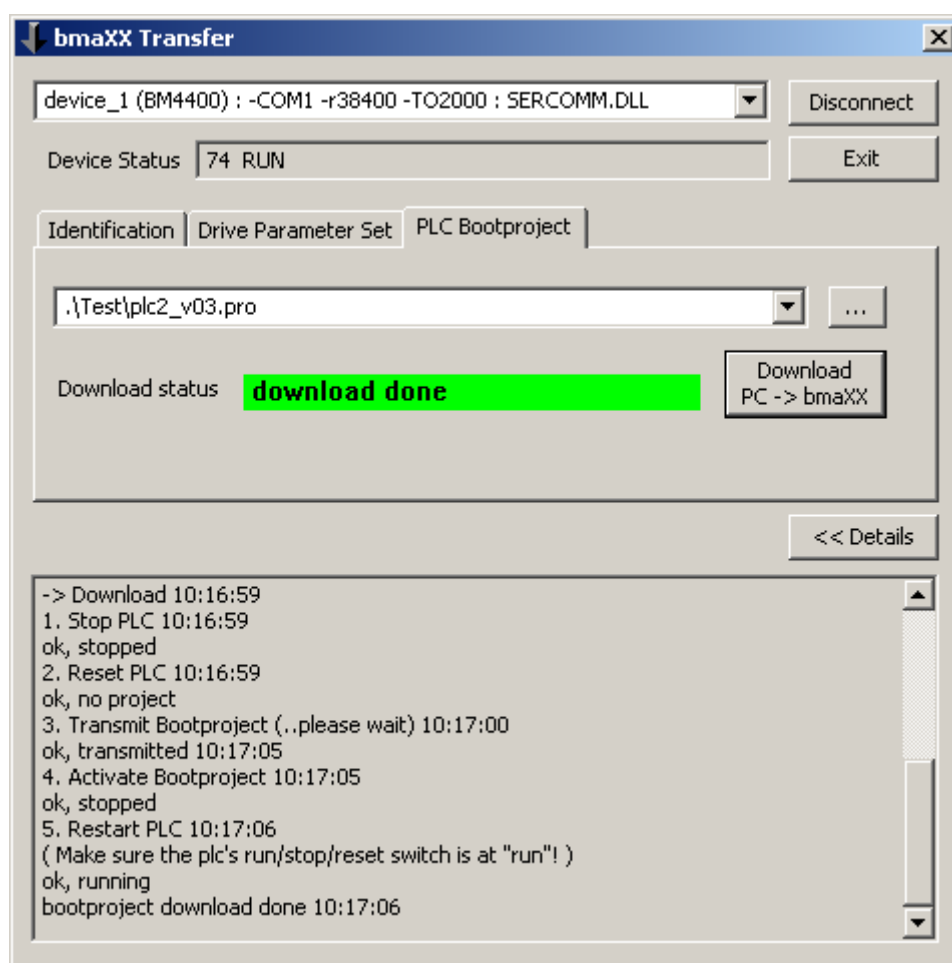 bmaXX Transfer
device_1 (BM4400) : -COM1 -r38400 -TO2000 : SERCOMM.DLL
Disconnect
Device Status
74 RUN
Exit
Identification
Drive Parameter Set
PLC Bootproject
.\Test\plc2_v03.pro
...
Download status
download done
Download
PC -> bmaXX
<< Details
-> Download 10:16:59
1. Stop PLC 10:16:59
ok, stopped
2. Reset PLC 10:16:59
ok, no project
3. Transmit Bootproject (..please wait) 10:17:00
ok, transmitted 10:17:05
4. Activate Bootproject 10:17:05
ok, stopped
5. Restart PLC 10:17:06
( Make sure the plc's run/stop/reset switch is at "run"! )
ok, running
bootproject download done 10:17:06